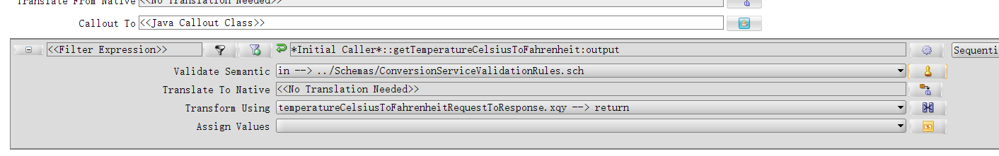 Translate From Native <<No Translation Needed>>
Callout To <<Java Callout Class>>
<<Filter Expression>> *Initial Caller*::getTemperatureCelsiusToFahrenheit:output Sequenti
Validate Semantic in --> ../Schemas/ConversionServiceValidationRules.sch
Translate To Native <<No Translation Needed>>
Transform Using temperatureCelsiusToFahrenheitRequestToResponse.xqy --> return
Assign Values